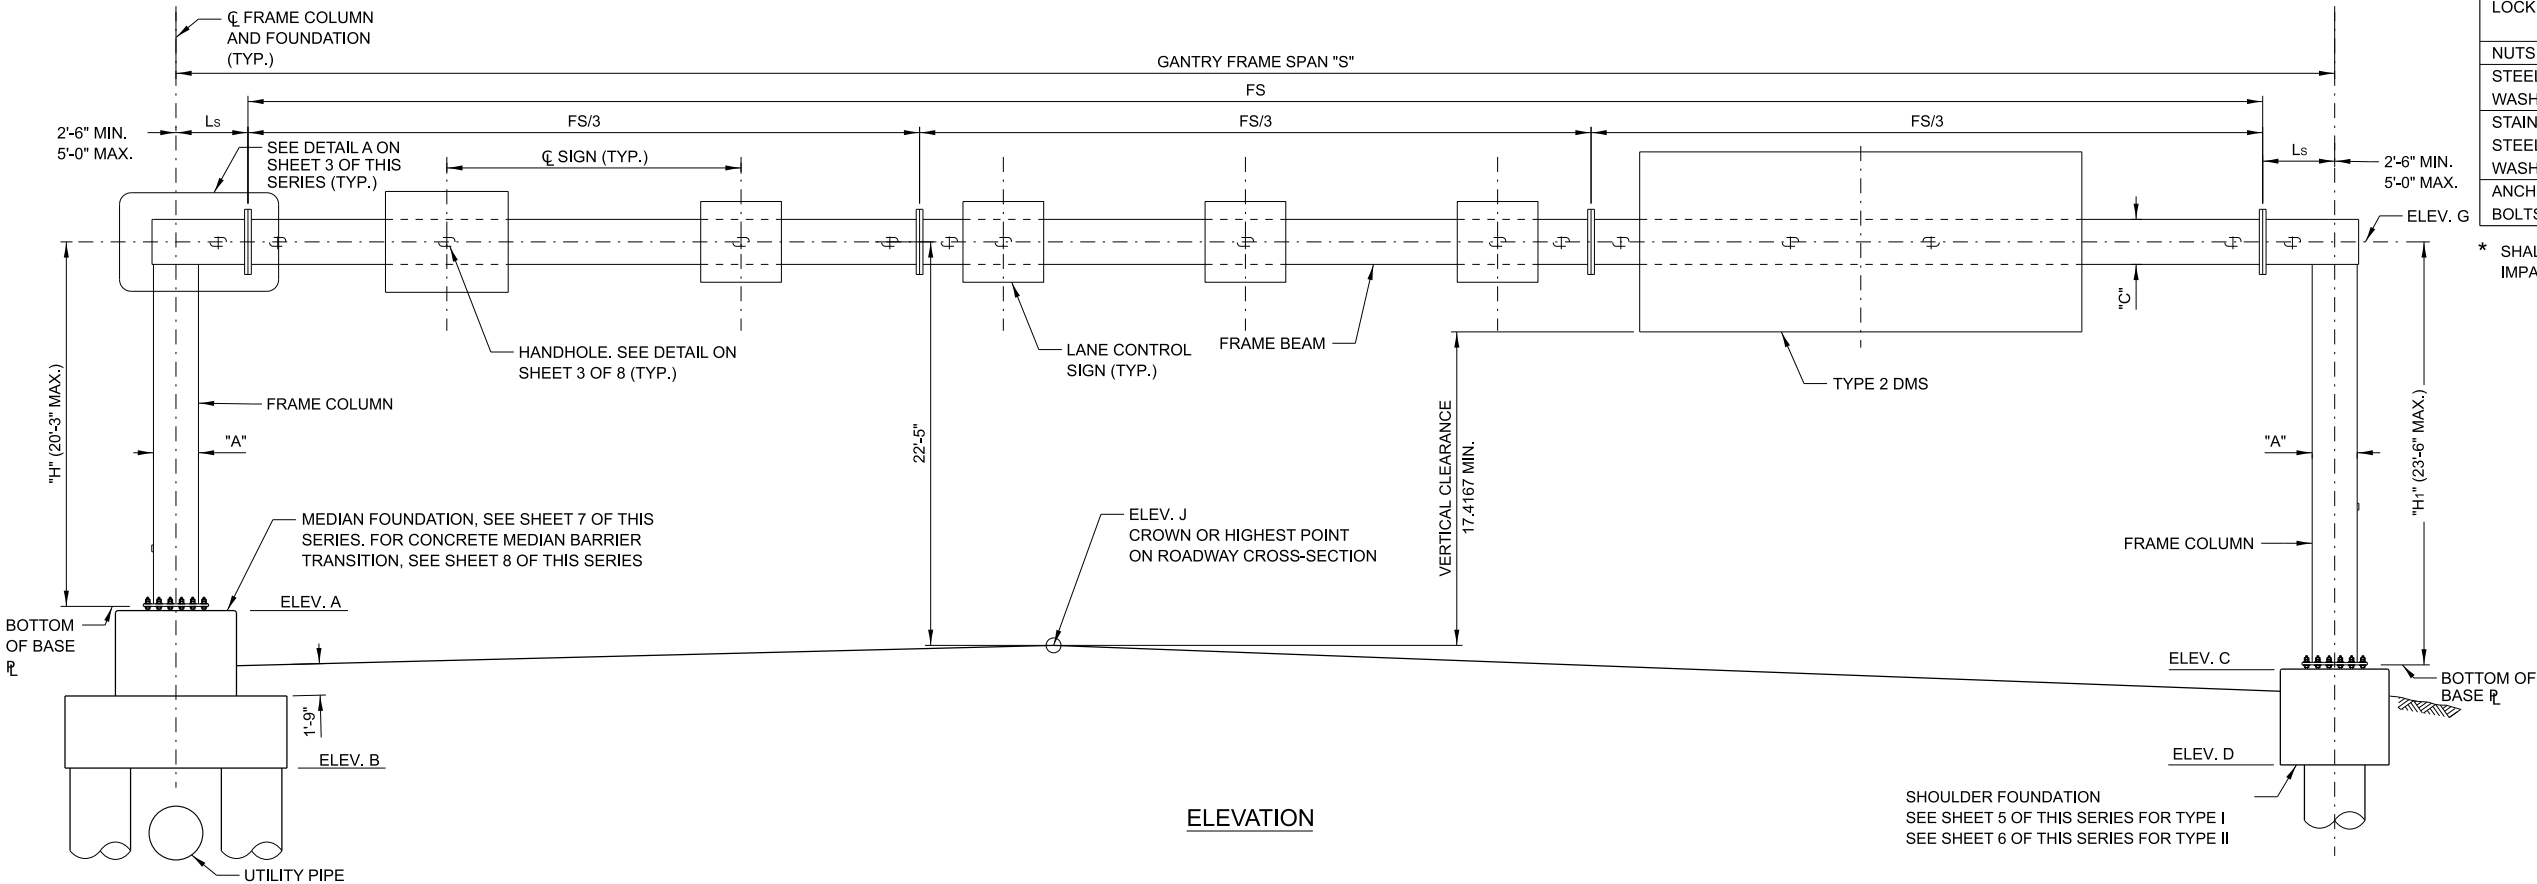 ℄ FRAME COLUMN
AND FOUNDATION
(TYP.)
GANTRY FRAME SPAN "S"
FS
2'-6" MIN.
5'-0" MAX.
Ls
FS/3
FS/3
FS/3
Ls
2'-6" MIN.
5'-0" MAX.
SEE DETAIL A ON
SHEET 3 OF THIS
SERIES (TYP.)
℄ SIGN (TYP.)
ELEV. G
"C"
HANDHOLE. SEE DETAIL ON
SHEET 3 OF 8 (TYP.)
LANE CONTROL
SIGN (TYP.)
FRAME BEAM
TYPE 2 DMS
"H" (20'-3" MAX.)
FRAME COLUMN
"A"
22'-5"
VERTICAL CLEARANCE
17.4167 MIN.
"A"
"H1" (23'-6" MAX.)
MEDIAN FOUNDATION, SEE SHEET 7 OF THIS
SERIES. FOR CONCRETE MEDIAN BARRIER
TRANSITION, SEE SHEET 8 OF THIS SERIES
ELEV. J
CROWN OR HIGHEST POINT
ON ROADWAY CROSS-SECTION
FRAME COLUMN
ELEV. A
BOTTOM
OF BASE
PL
ELEV. C
BOTTOM OF
BASE PL
1'-9"
ELEV. B
ELEV. D
SHOULDER FOUNDATION
SEE SHEET 5 OF THIS SERIES FOR TYPE I
SEE SHEET 6 OF THIS SERIES FOR TYPE II
UTILITY PIPE
ELEVATION
LOCK
NUTS
STEEL
WASH
STAIN
STEEL
WASH
ANCH
BOLTS
* SHAL
IMPA